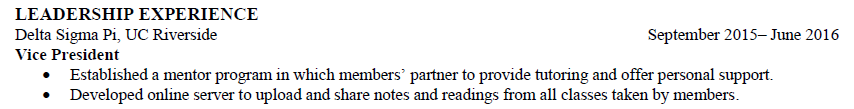 LEADERSHIP EXPERIENCE
Delta Sigma Pi, UC Riverside September 2015– June 2016
Vice President
• Established a mentor program in which members’ partner to provide tutoring and offer personal support.
• Developed online server to upload and share notes and readings from all classes taken by members.